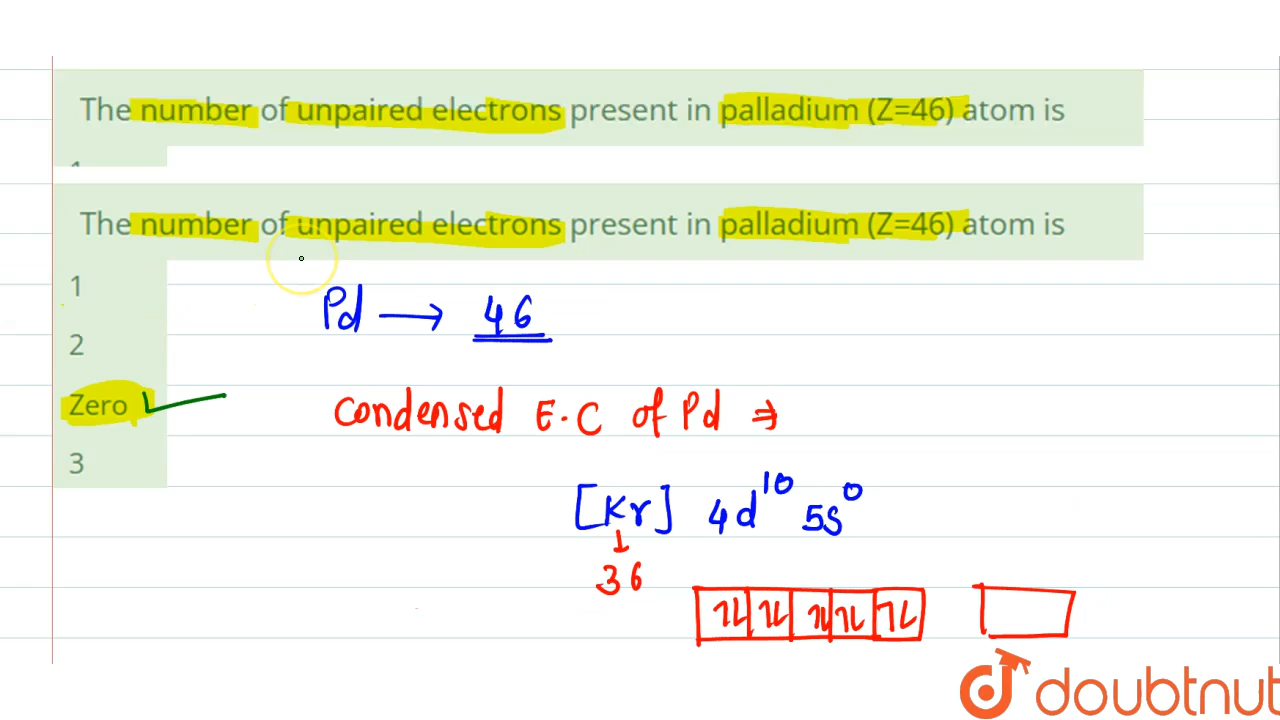 The number of unpaired electrons present in palladium (Z=46) atom is
The number of unpaired electrons present in palladium (Z=46) atom is
1
Pd → 46
2
Zero
Condensed E.C of Pd ⇒
3
[Kr] 4d¹⁰ 5s⁰
36
doubtnut